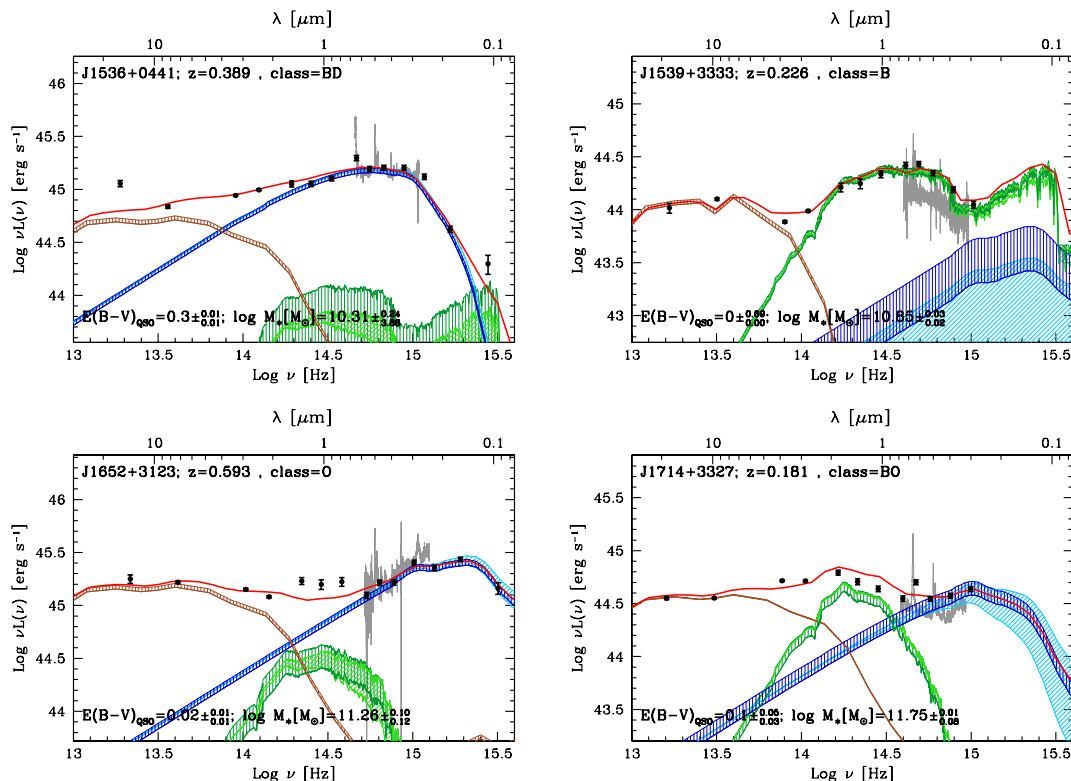 λ [μm]
10 1 0.1
J1536+0441; z=0.389 , class=BD
46
45.5
45
44.5
44
Log νL(ν) [erg s⁻¹]
E(B−V)QSO=0.3±0.01 0.01; log M*[M⊙]=10.31±0.24
13 13.5 14 14.5 15 15.5
Log ν [Hz]
λ [μm]
10 1 0.1
J1539+3333; z=0.226 , class=B
45
44.5
44
43.5
43
Log νL(ν) [erg s⁻¹]
E(B−V)QSO=0± 0.00; log M*[M⊙]=10.85±0.03 0.02
13 13.5 14 14.5 15 15.5
Log ν [Hz]
λ [μm]
10 1 0.1
J1652+3123; z=0.593 , class=O
46
45.5
45
44.5
44
Log νL(ν) [erg s⁻¹]
E(B−V)QSO=0.02±0.01 0.01; log M*[M⊙]=11.26±0.10 0.12
13 13.5 14 14.5 15 15.5
Log ν [Hz]
λ [μm]
10 1 0.1
J1714+3327; z=0.181 , class=BO
45.5
45
44.5
44
Log νL(ν) [erg s⁻¹]
E(B−V)QSO=0.1±0.05 0.03; log M*[M⊙]=11.75±0.01
13 13.5 14 14.5 15 15.5
Log ν [Hz]